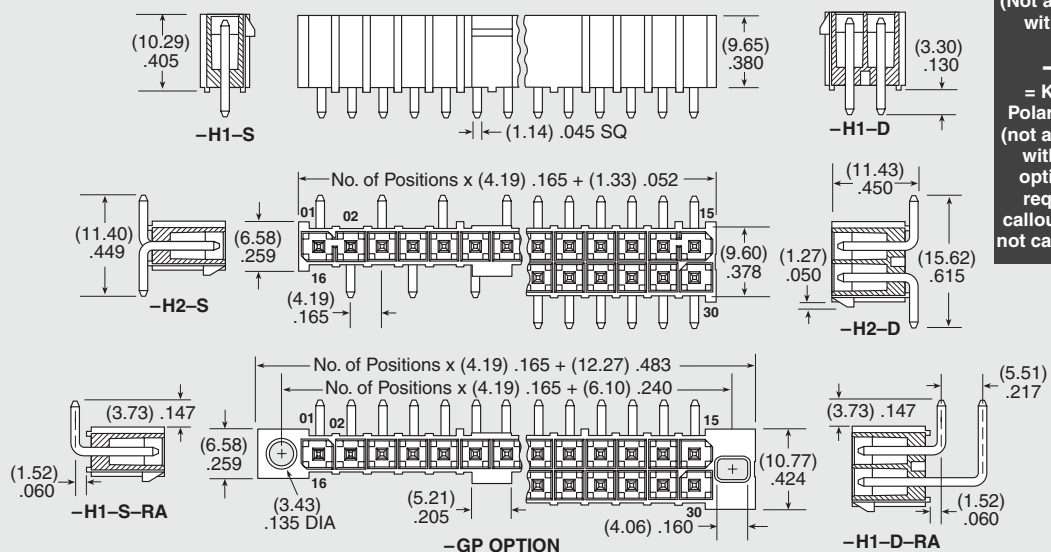 (10.29)
.405
–H1–S
(9.65)
.380
(1.14) .045 SQ
(3.30)
.130
–H1–D
(Not a
with
= K
Polar
(not a
with
opti
req
callou
not ca
(11.40)
.449
(6.58)
.259
–H2–S
No. of Positions x (4.19) .165 + (1.33) .052
01
02
15
16
30
(4.19)
.165
(9.60)
.378
(11.43)
.450
(1.27)
.050
(15.62)
.615
–H2–D
No. of Positions x (4.19) .165 + (12.27) .483
No. of Positions x (4.19) .165 + (6.10) .240
(3.73) .147
(1.52)
.060
–H1–S–RA
(6.58)
.259
01
02
15
16
30
(3.43)
.135 DIA
(5.21)
.205
(4.06) .160
(10.77)
.424
–GP OPTION
(5.51)
.217
(3.73) .147
(1.52)
.060
–H1–D–RA